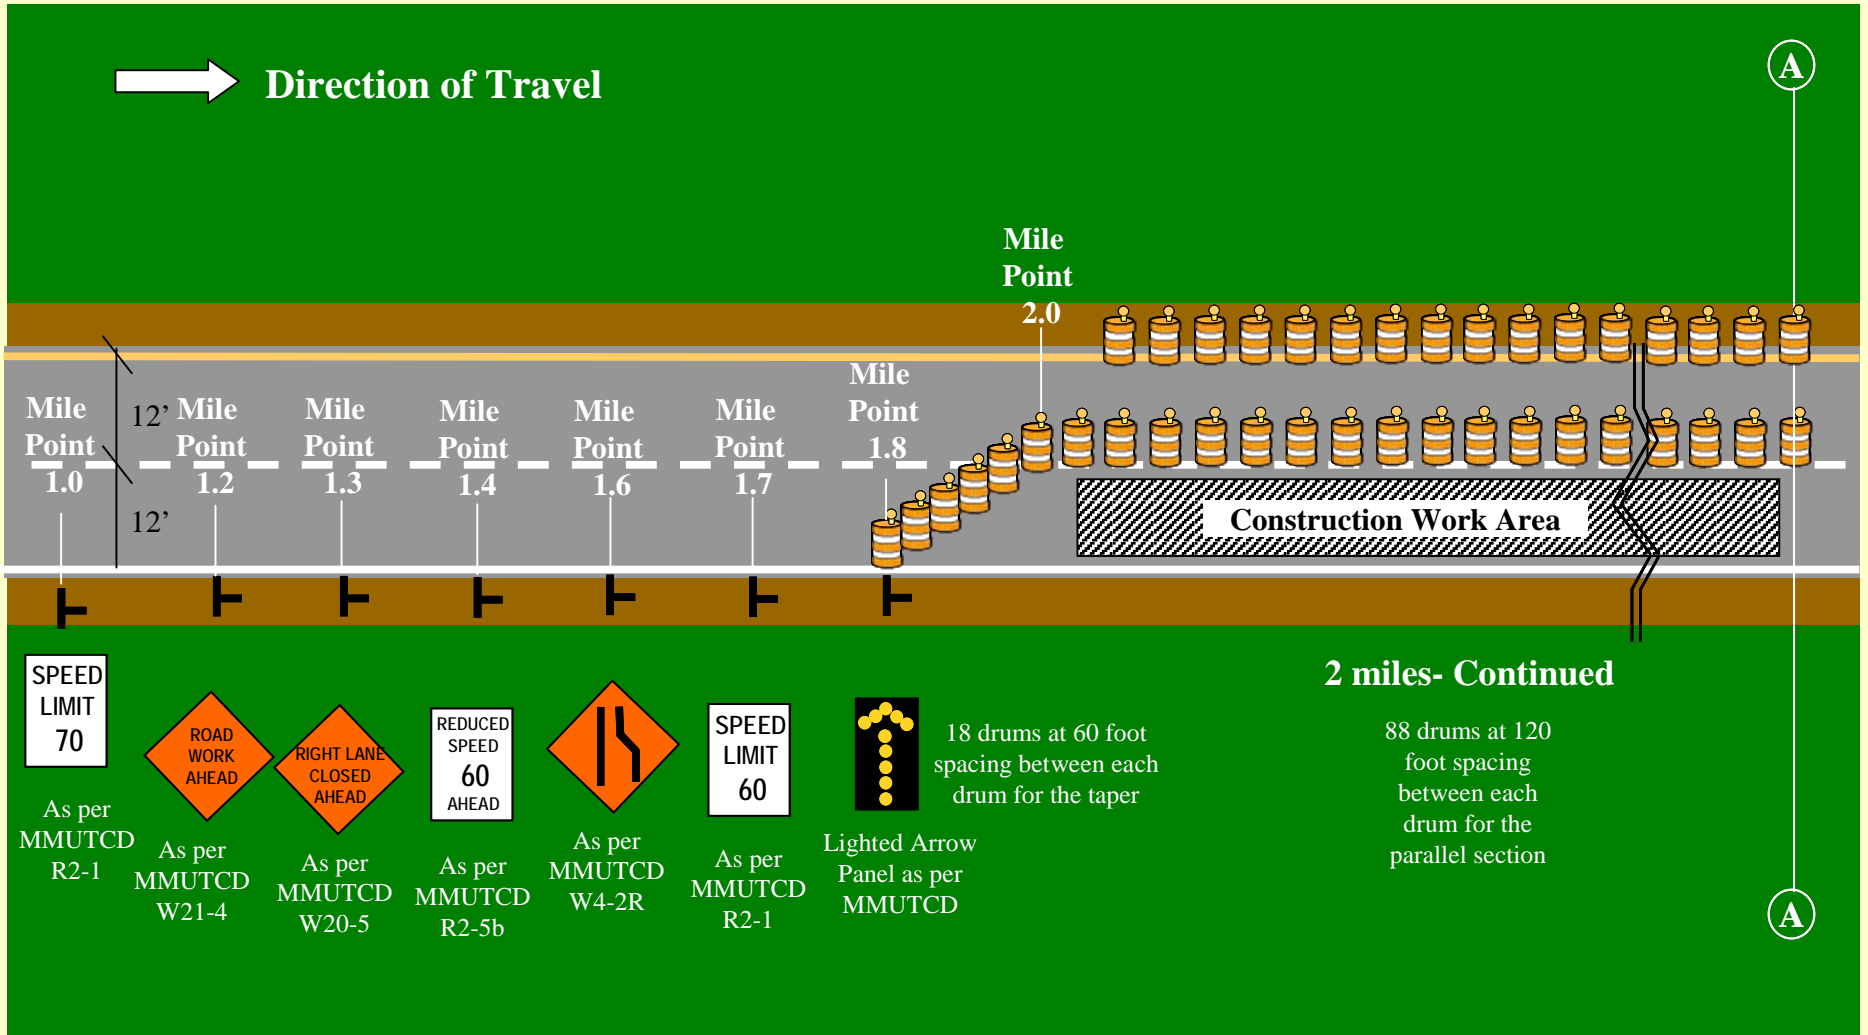 Direction of Travel
A
Mile
Point
2.0
Mile
Point
1.0
12’
12’
Mile
Point
1.2
Mile
Point
1.3
Mile
Point
1.4
Mile
Point
1.6
Mile
Point
1.7
Mile
Point
1.8
Construction Work Area
SPEED
LIMIT
70
As per
MMUTCD
R2-1
ROAD
WORK
AHEAD
As per
MMUTCD
W21-4
RIGHT LANE
CLOSED
AHEAD
As per
MMUTCD
W20-5
REDUCED
SPEED
60
AHEAD
As per
MMUTCD
R2-5b
As per
MMUTCD
W4-2R
SPEED
LIMIT
60
As per
MMUTCD
R2-1
Lighted Arrow
Panel as per
MMUTCD
18 drums at 60 foot
spacing between each
drum for the taper
2 miles- Continued
88 drums at 120
foot spacing
between each
drum for the
parallel section
A